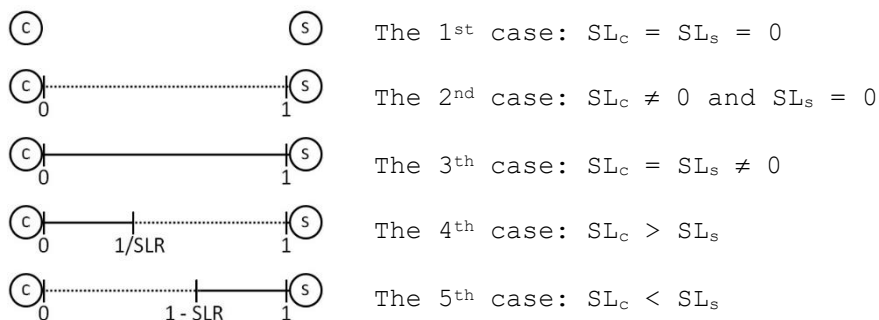 C S The 1st case: SLc = SLs = 0
C S The 2nd case: SLc ≠ 0 and SLs = 0
0 1
C S The 3th case: SLc = SLs ≠ 0
0 1
C S The 4th case: SLc > SLs
0 1/SLR 1
C S The 5th case: SLc < SLs
0 1 - SLR 1